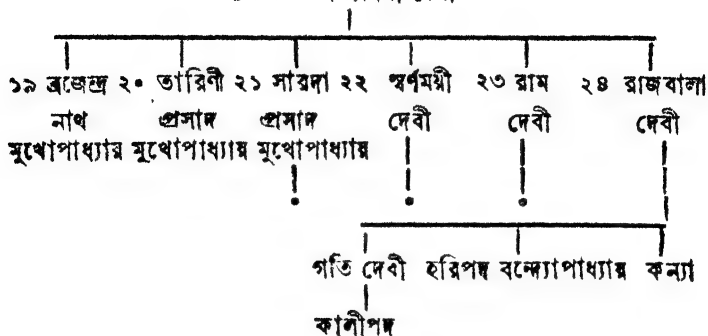 ১৯ ব্রজেন্দ্র ২০ তারিণী ২১ সারদা ২২ স্বর্ণময়ী ২৩ রাম ২৪ রাজবালা
নাথ প্রসাদ প্রসাদ দেবী দেবী দেবী
মুখোপাধ্যায় মুখোপাধ্যায় মুখোপাধ্যায়
গতি দেবী হরিপদ বন্দ্যোপাধ্যায় কন্যা
কালীপদ